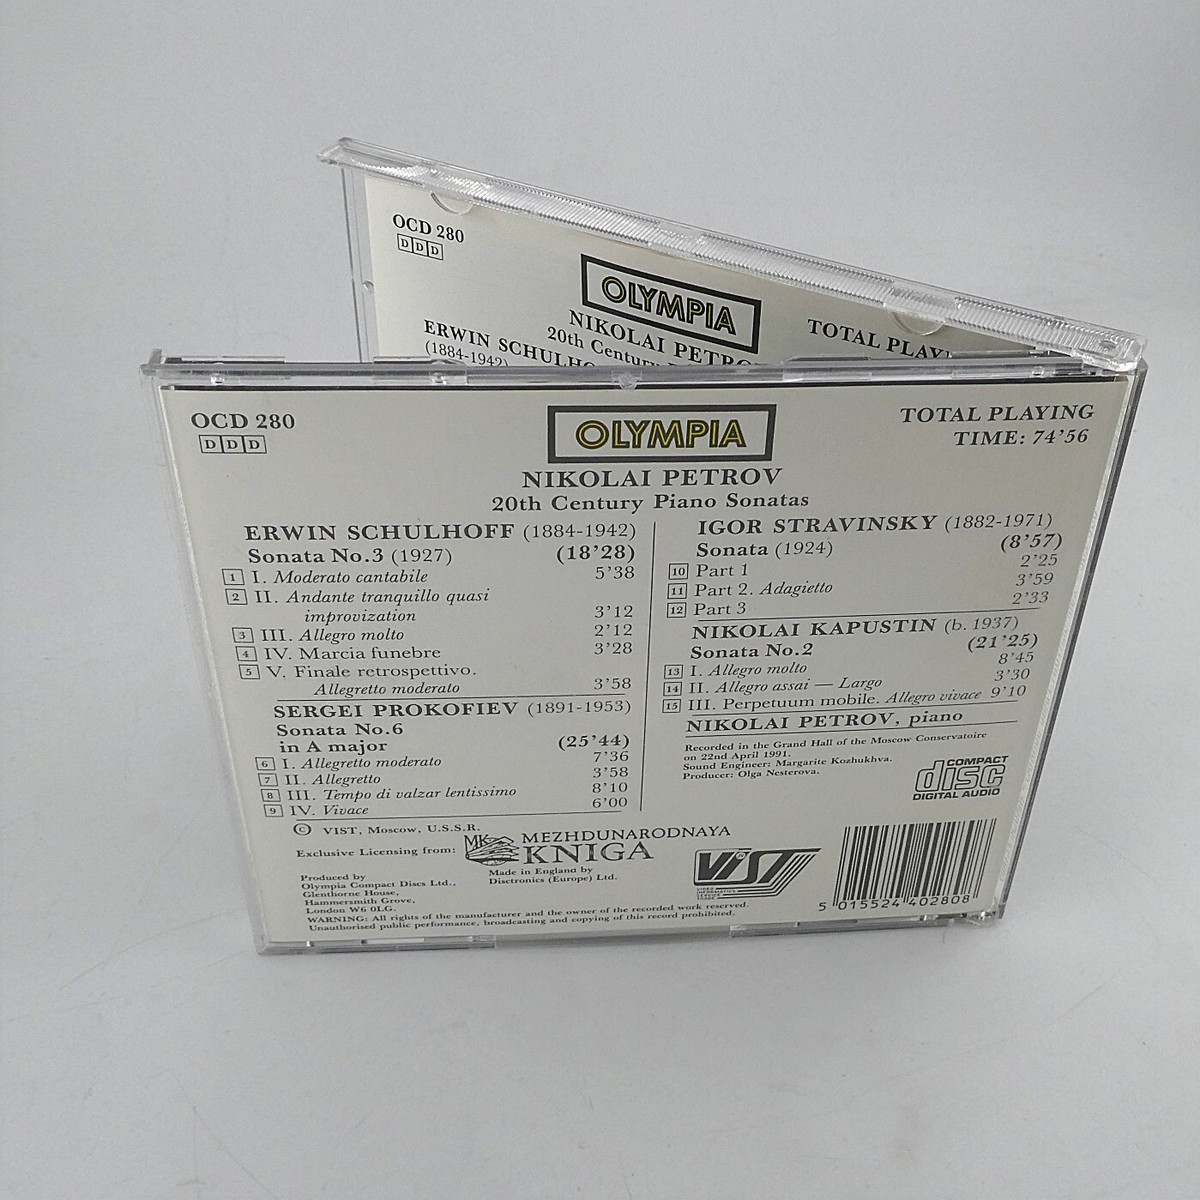 OCD 280
DDD
OLYMPIA
NIKOLAI PETRO
20th Century
TOTAL PLAY
ERWIN SCHULHO
(1884-1942)
OCD 280
DDD
OLYMPIA
TOTAL PLAYING
TIME: 74'56
NIKOLAI PETROV
20th Century Piano Sonatas
ERWIN SCHULHOFF (1884-1942)
Sonata No.3 (1927) (18'28)
1 I. Moderato cantabile 5'38
2 II. Andante tranquillo quasi
improvization 3'12
3 III. Allegro molto 2'12
4 IV. Marcia funebre 3'28
5 V. Finale retrospettivo.
Allegretto moderato 3'58
SERGEI PROKOFIEV (1891-1953)
Sonata No.6
in A major (25'44)
6 I. Allegretto moderato 7'36
7 II. Allegretto 3'58
8 III. Tempo di valzar lentissimo 8'10
9 IV. Vivace 6'00
IGOR STRAVINSKY (1882-1971)
Sonata (1924) (8'57)
10 Part 1 2'25
11 Part 2. Adagietto 3'59
12 Part 3 2'33
NIKOLAI KAPUSTIN (b. 1937)
Sonata No.2 (21'25)
13 I. Allegro molto 8'45
14 II. Allegro assai — Largo 3'30
15 III. Perpetuum mobile. Allegro vivace 9'10
NIKOLAI PETROV, piano
Recorded in the Grand Hall of the Moscow Conservatoire
on 22nd April 1991.
Sound Engineer: Margarite Kozhukhva.
Producer: Olga Nesterova.
COMPACT
disc
DIGITAL AUDIO
© VIST, Moscow, U.S.S.R.
Exclusive Licensing from: MK MEZHDUNARODNAYA
KNIGA
Produced by
Olympia Compact Discs Ltd.,
Glenthorne House,
Hammersmith Grove,
London W6 0LG.
Made in England by
Disctronics (Europe) Ltd.
ViST
WARNING: All rights of the manufacturer and the owner of the recorded work reserved.
Unauthorised public performance, broadcasting and copying of this record prohibited.
5 015524 402808